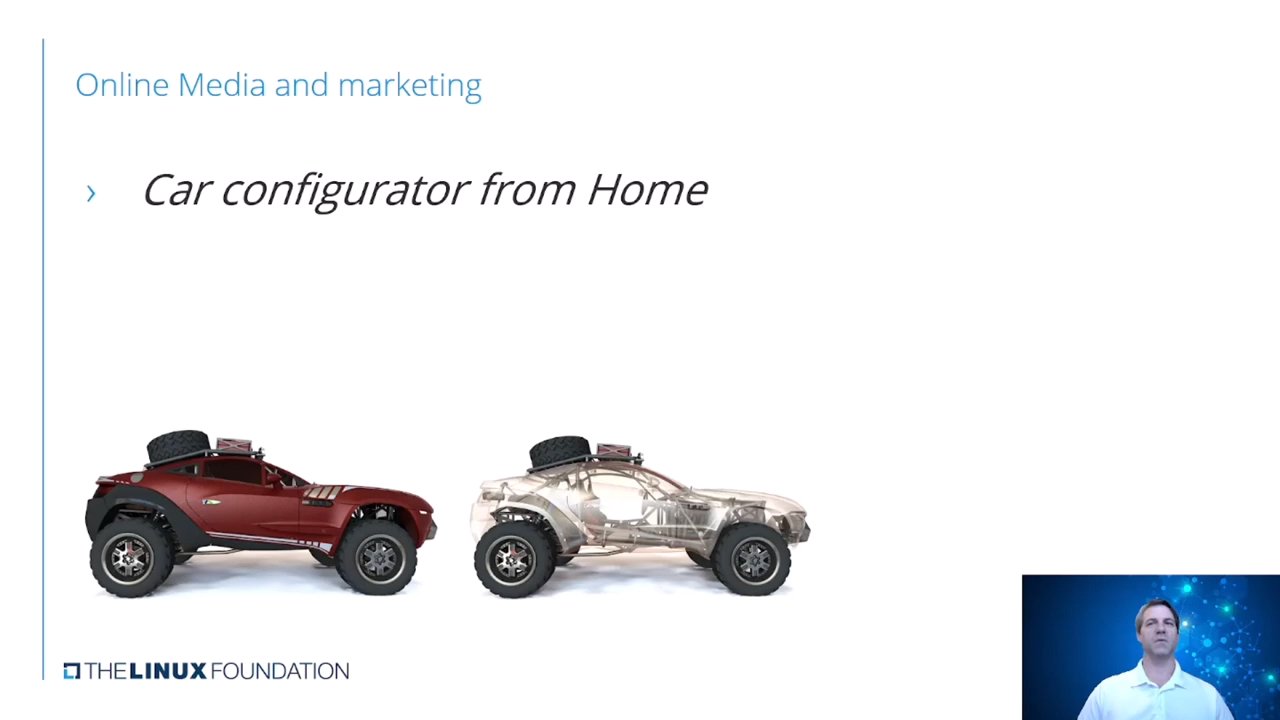 Online Media and marketing
› Car configurator from Home
THE LINUX FOUNDATION